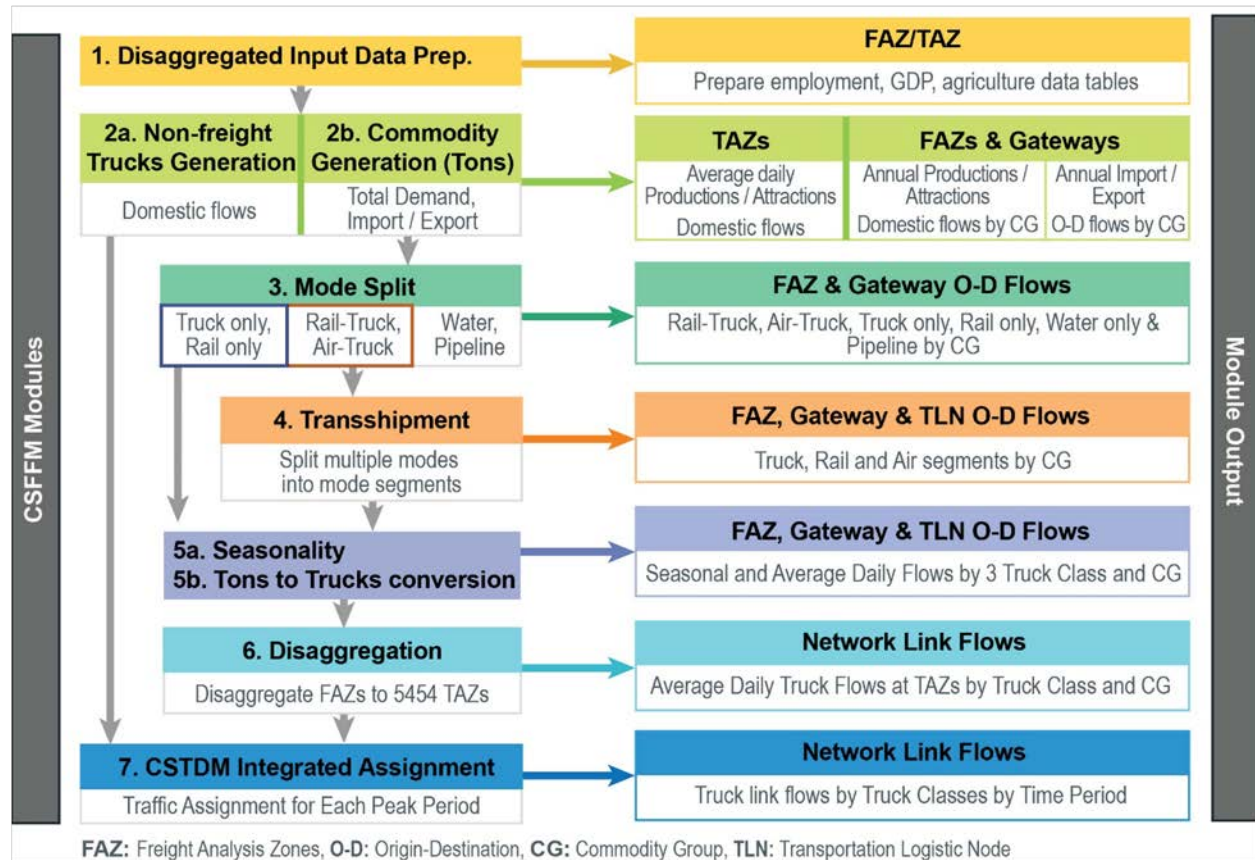 CSFFM Modules
1. Disaggregated Input Data Prep.
FAZ/TAZ
Prepare employment, GDP, agriculture data tables
2a. Non-freight
Trucks Generation
Domestic flows
2b. Commodity
Generation (Tons)
Total Demand,
Import / Export
TAZs
Average daily
Productions / Attractions
Domestic flows
FAZs & Gateways
Annual Productions /
Attractions
Domestic flows by CG
Annual Import /
Export
O-D flows by CG
3. Mode Split
Truck only,
Rail only
Rail-Truck,
Air-Truck
Water,
Pipeline
FAZ & Gateway O-D Flows
Rail-Truck, Air-Truck, Truck only, Rail only, Water only &
Pipeline by CG
4. Transshipment
Split multiple modes
into mode segments
FAZ, Gateway & TLN O-D Flows
Truck, Rail and Air segments by CG
5a. Seasonality
5b. Tons to Trucks conversion
FAZ, Gateway & TLN O-D Flows
Seasonal and Average Daily Flows by 3 Truck Class and CG
6. Disaggregation
Disaggregate FAZs to 5454 TAZs
Network Link Flows
Average Daily Truck Flows at TAZs by Truck Class and CG
7. CSTDM Integrated Assignment
Traffic Assignment for Each Peak Period
Network Link Flows
Truck link flows by Truck Classes by Time Period
Module Output
FAZ: Freight Analysis Zones, O-D: Origin-Destination, CG: Commodity Group, TLN: Transportation Logistic Node